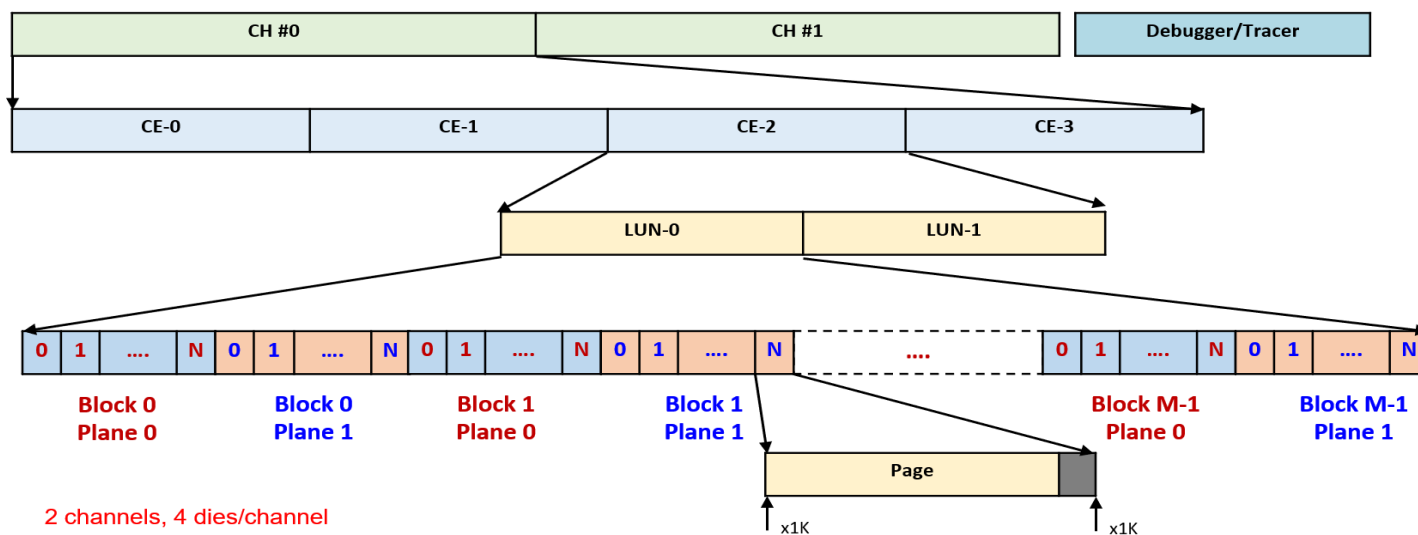 CH #0 CH #1 Debugger/Tracer
CE-0 CE-1 CE-2 CE-3
LUN-0 LUN-1
0 1 .... N 0 1 .... N 0 1 .... N 0 1 .... N .... 0 1 .... N 0 1 .... N
Block 0 Block 0 Block 1 Block 1 Block M-1 Block M-1
Plane 0 Plane 1 Plane 0 Plane 1 Plane 0 Plane 1
Page
2 channels, 4 dies/channel x1K x1K